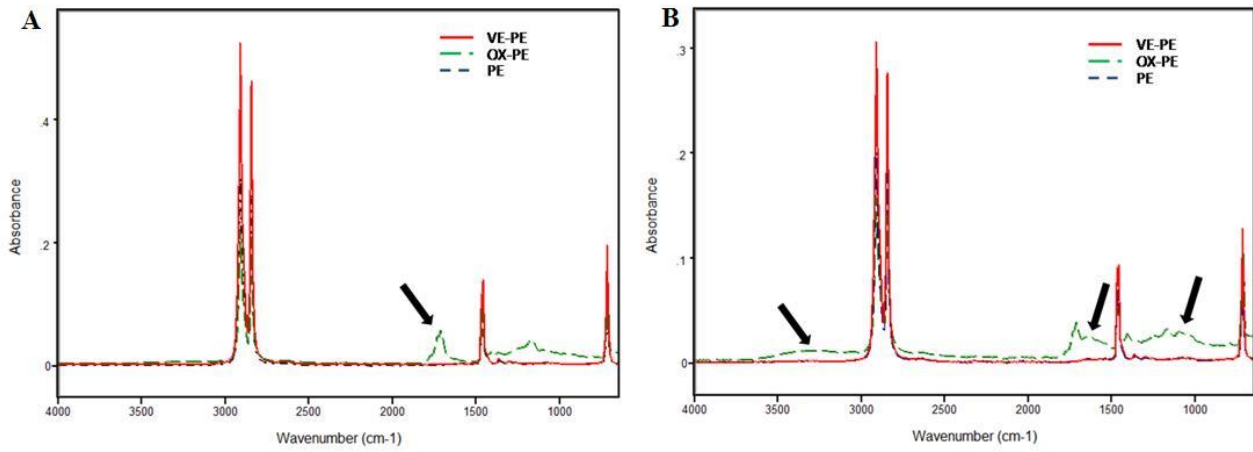 A
VE-PE
OX-PE
PE
.4
.2
0
Absorbance
4000 3500 3000 2500 2000 1500 1000
Wavenumber (cm-1)
B
VE-PE
OX-PE
PE
.3
.2
.1
0
Absorbance
4000 3500 3000 2500 2000 1500 1000
Wavenumber (cm-1)